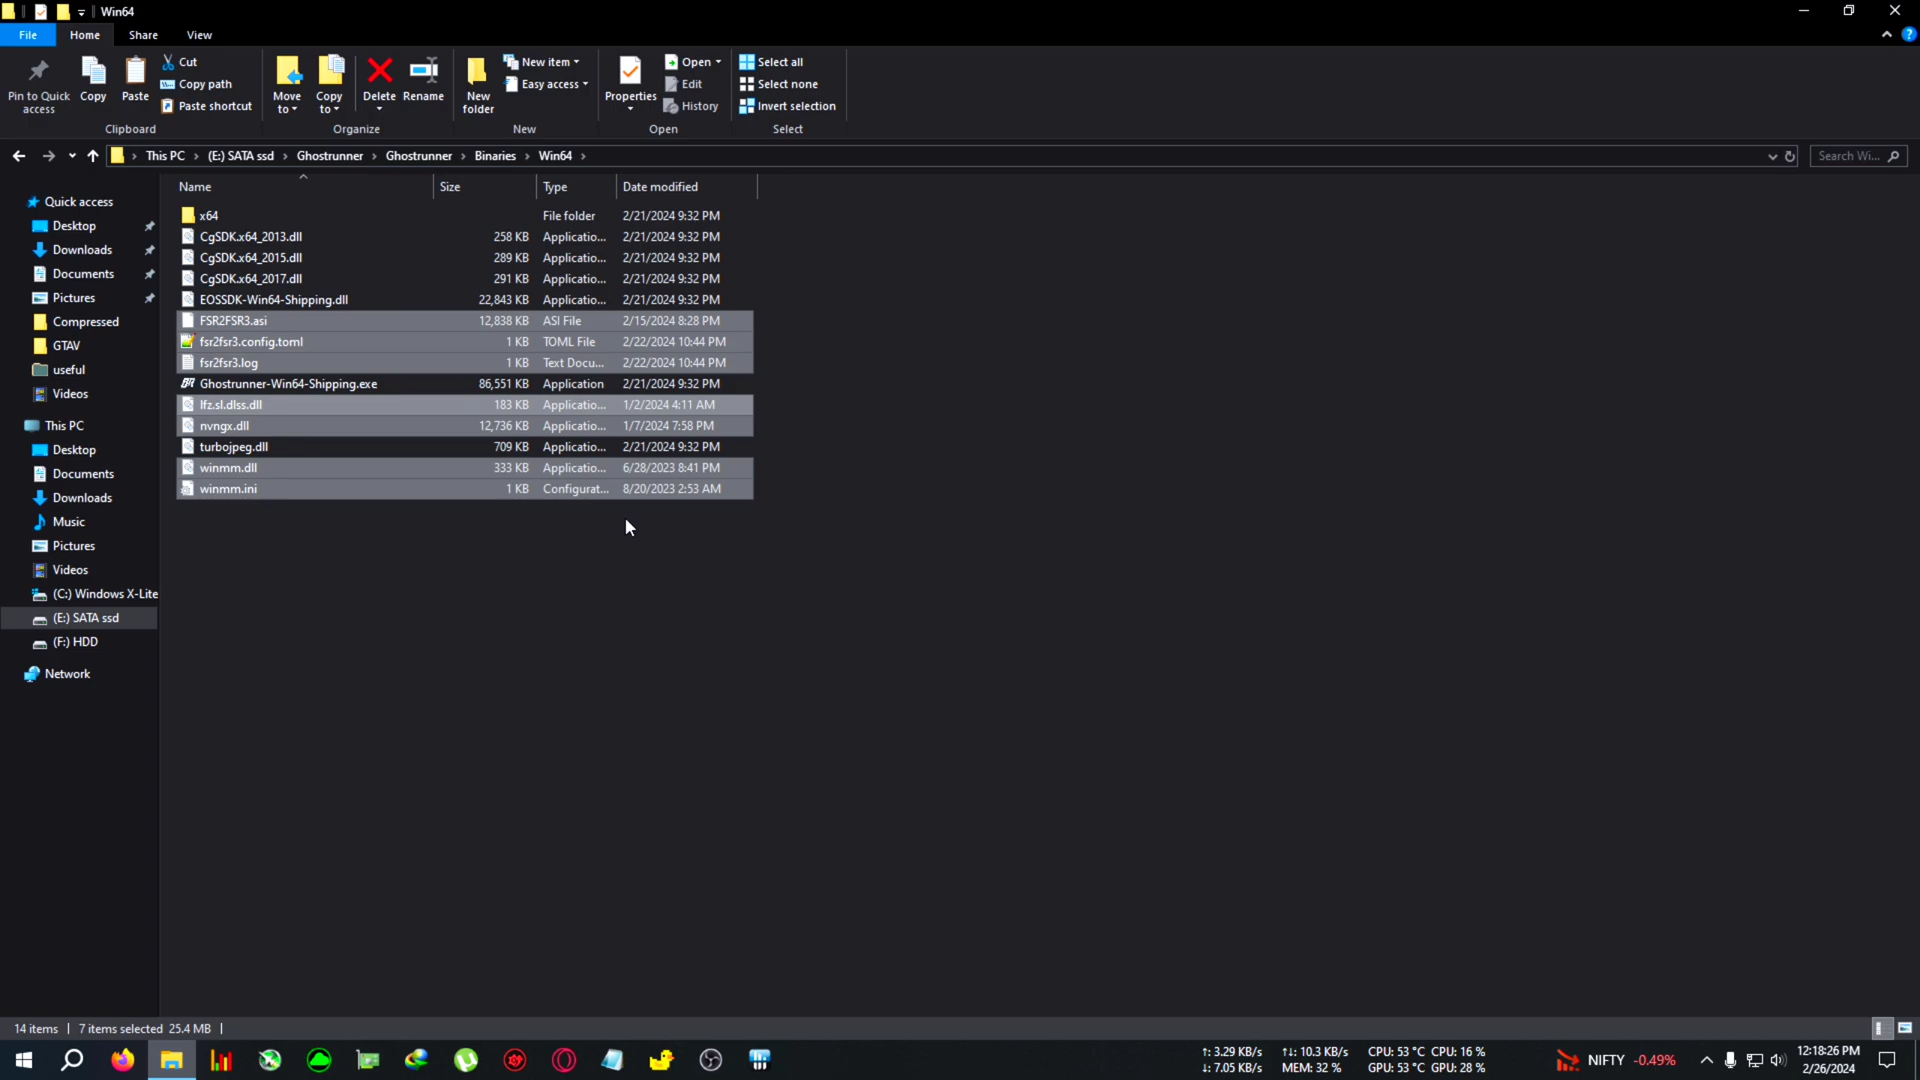 Win64
File Home Share View
Pin to Quick access
Copy
Paste
Cut
Copy path
Paste shortcut
Clipboard
Move to
Copy to
Delete
Rename
Organize
New folder
New item
Easy access
New
Properties
Open
Edit
History
Open
Select all
Select none
Invert selection
Select
This PC > (E:) SATA ssd > Ghostrunner > Ghostrunner > Binaries > Win64 >
Search Wi...
Quick access
Desktop
Downloads
Documents
Pictures
Compressed
GTAV
useful
Videos
This PC
Desktop
Documents
Downloads
Music
Pictures
Videos
(C:) Windows X-Lite
(E:) SATA ssd
(F:) HDD
Network
Name Size Type Date modified
x64 File folder 2/21/2024 9:32 PM
CgSDK.x64_2013.dll 258 KB Applicatio... 2/21/2024 9:32 PM
CgSDK.x64_2015.dll 289 KB Applicatio... 2/21/2024 9:32 PM
CgSDK.x64_2017.dll 291 KB Applicatio... 2/21/2024 9:32 PM
EOSSDK-Win64-Shipping.dll 22,843 KB Applicatio... 2/21/2024 9:32 PM
FSR2FSR3.asi 12,838 KB ASI File 2/15/2024 8:28 PM
fsr2fsr3.config.toml 1 KB TOML File 2/22/2024 10:44 PM
fsr2fsr3.log 1 KB Text Docu... 2/22/2024 10:44 PM
Ghostrunner-Win64-Shipping.exe 86,551 KB Application 2/21/2024 9:32 PM
lfz.sl.dlss.dll 183 KB Applicatio... 1/2/2024 4:11 AM
nvngx.dll 12,736 KB Applicatio... 1/7/2024 7:58 PM
turbojpeg.dll 709 KB Applicatio... 2/21/2024 9:32 PM
winmm.dll 333 KB Applicatio... 6/28/2023 8:41 PM
winmm.ini 1 KB Configurat... 8/20/2023 2:53 AM
14 items | 7 items selected 25.4 MB |
↑: 3.29 KB/s ↑↓: 10.3 KB/s CPU: 53 °C CPU: 16 %
↓: 7.05 KB/s MEM: 32 % GPU: 53 °C GPU: 28 %
NIFTY -0.49%
12:18:26 PM
2/26/2024